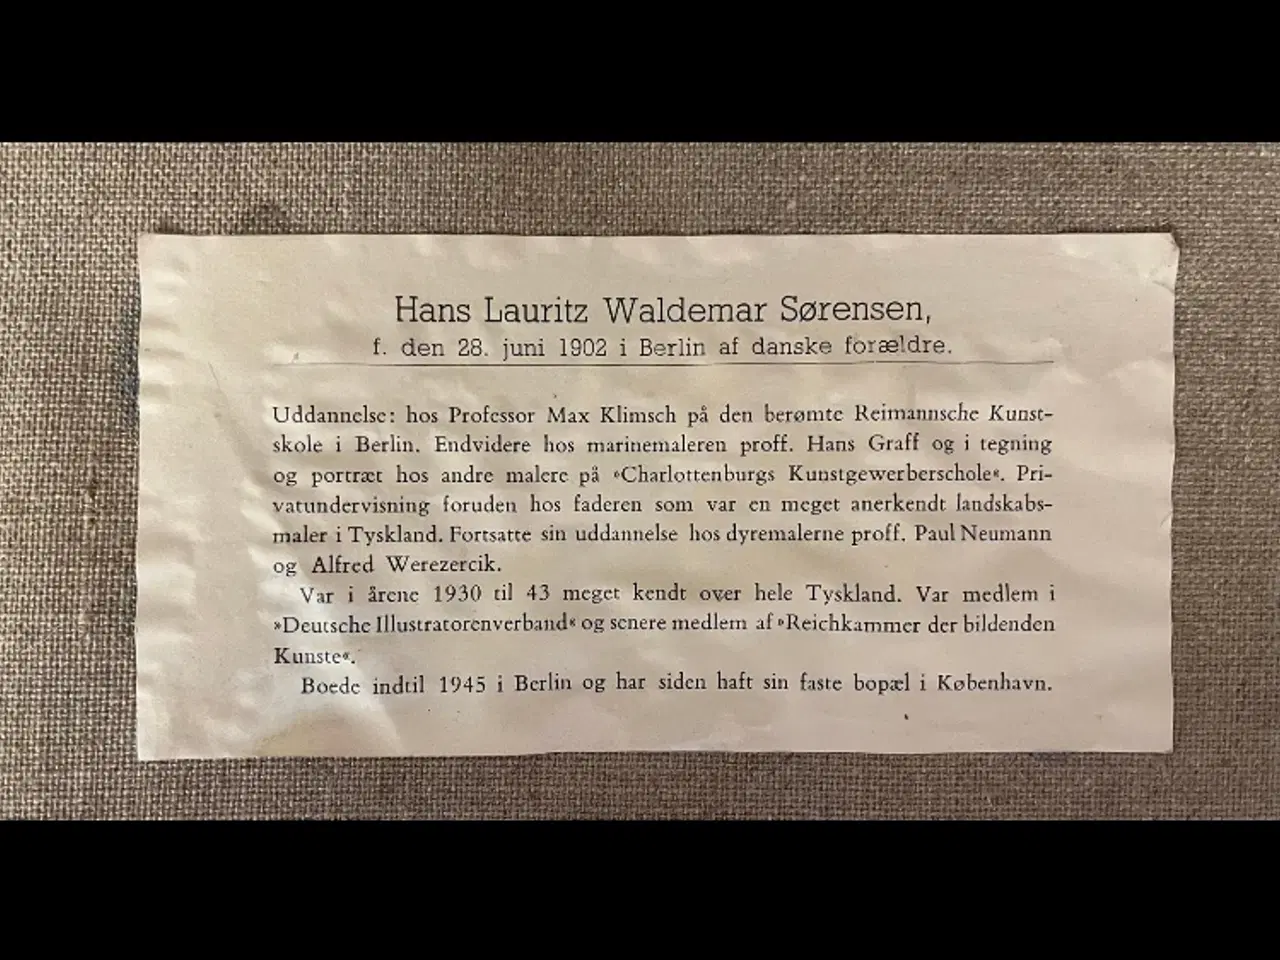 Hans Lauritz Waldemar Sørensen,
f. den 28. juni 1902 i Berlin af danske forældre.
Uddannelse: hos Professor Max Klimsch på den berømte Reimannsche Kunst-
skole i Berlin. Endvidere hos marinemaleren proff. Hans Graff og i tegning
og portræt hos andre malere på »Charlottenburgs Kunstgewerberschole«. Pri-
vatundervisning foruden hos faderen som var en meget anerkendt landskabs-
maler i Tyskland. Fortsatte sin uddannelse hos dyremalerne proff. Paul Neumann
og Alfred Werezercik.
Var i årene 1930 til 43 meget kendt over hele Tyskland. Var medlem i
»Deutsche Illustratorenverband« og senere medlem af »Reichkammer der bildenden
Kunste«.
Boede indtil 1945 i Berlin og har siden haft sin faste bopæl i København.